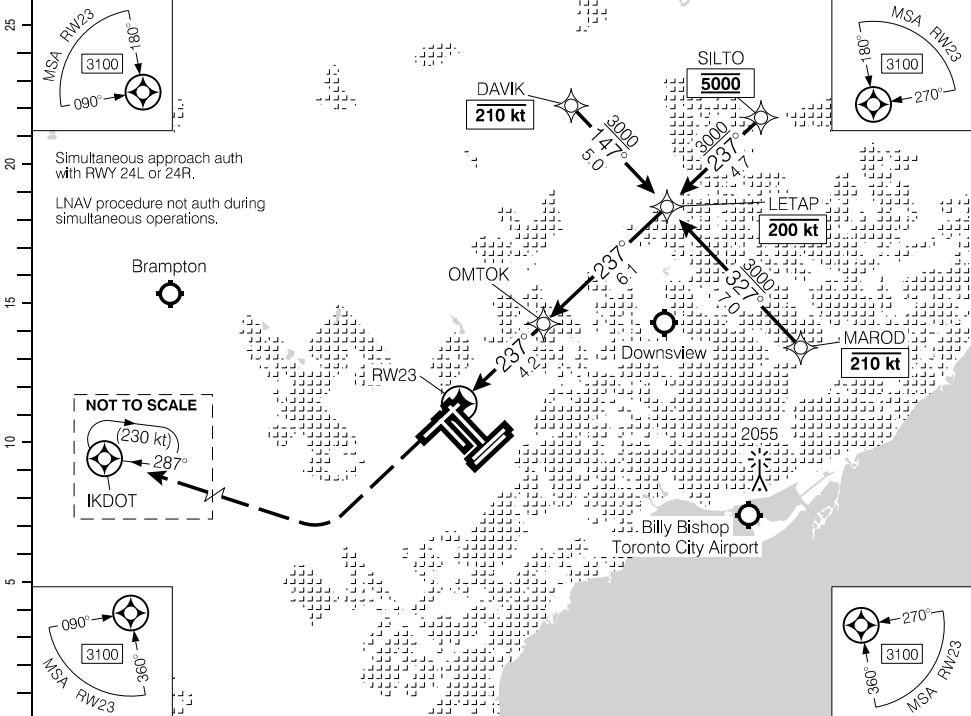 25
20
15
10
5
MSA RW23
180°
3100
090°
MSA RW23
180°
3100
270°
Simultaneous approach auth
with RWY 24L or 24R.
LNAV procedure not auth during
simultaneous operations.
DAVIK
210 kt
3000
147°
5.0
SILTO
5000
3000
237°
4.7
LETAP
200 kt
Brampton
OMTOK
237°
6.1
3000
327°
7.0
Downsview
MAROD
210 kt
RW23
237°
4.2
NOT TO SCALE
(230 kt)
287°
IKDOT
2055
Billy Bishop
Toronto City Airport
090°
3100
360°
MSA RW23
270°
3100
360°
MSA RW23